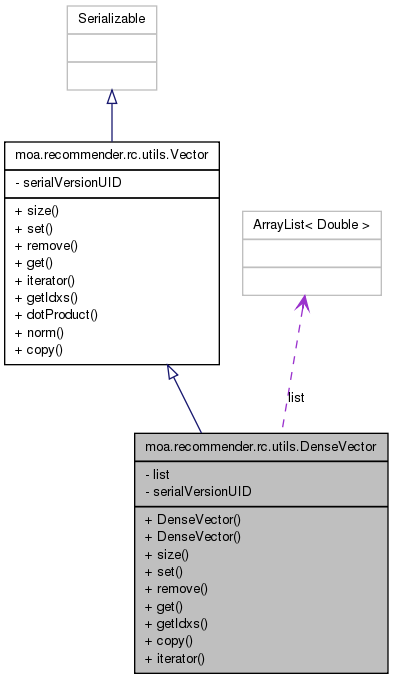 Serializable
moa.recommender.rc.utils.Vector
- serialVersionUID
+ size()
+ set()
+ remove()
+ get()
+ iterator()
+ getIdxs()
+ dotProduct()
+ norm()
+ copy()
ArrayList< Double >
list
moa.recommender.rc.utils.DenseVector
- list
- serialVersionUID
+ DenseVector()
+ DenseVector()
+ size()
+ set()
+ remove()
+ get()
+ getIdxs()
+ copy()
+ iterator()